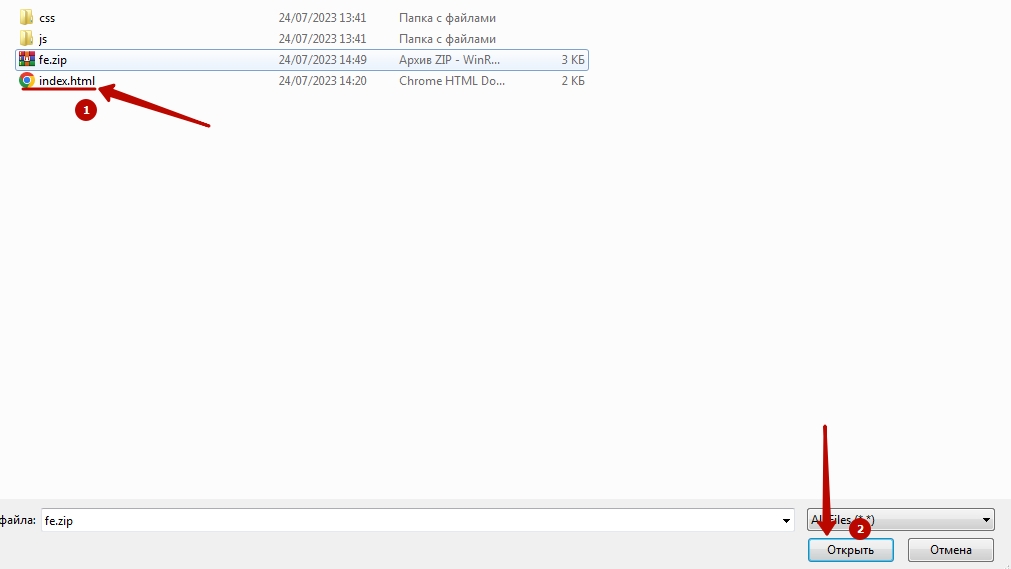 css 24/07/2023 13:41 Папка с файлами
js 24/07/2023 13:41 Папка с файлами
fe.zip 24/07/2023 14:49 Архив ZIP - WinR... 3 КБ
index.html 24/07/2023 14:20 Chrome HTML Do... 2 КБ
1
файла: fe.zip All Files (*.*)
2
Открыть Отмена